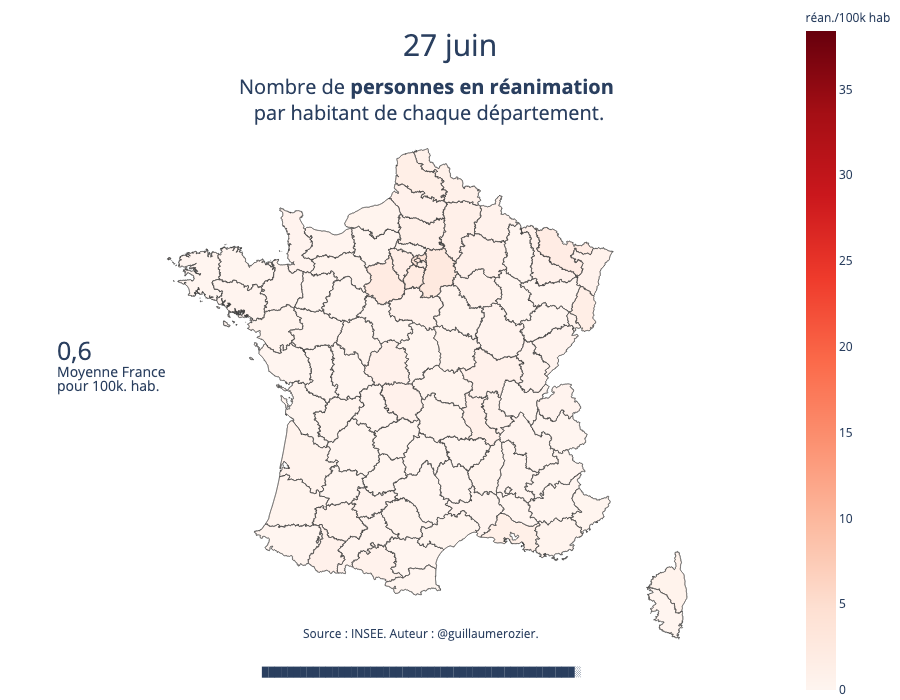 réan./100k hab
27 juin
Nombre de personnes en réanimation
par habitant de chaque département.
35
30
25
20
15
10
5
0
0,6
Moyenne France
pour 100k. hab.
Source : INSEE. Auteur : @guillaumerozier.